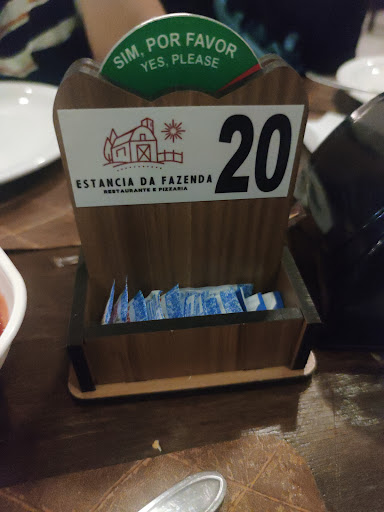 SIM, POR FAVOR
YES, PLEASE
20
ESTANCIA DA FAZENDA
RESTAURANTE E PIZZARIA